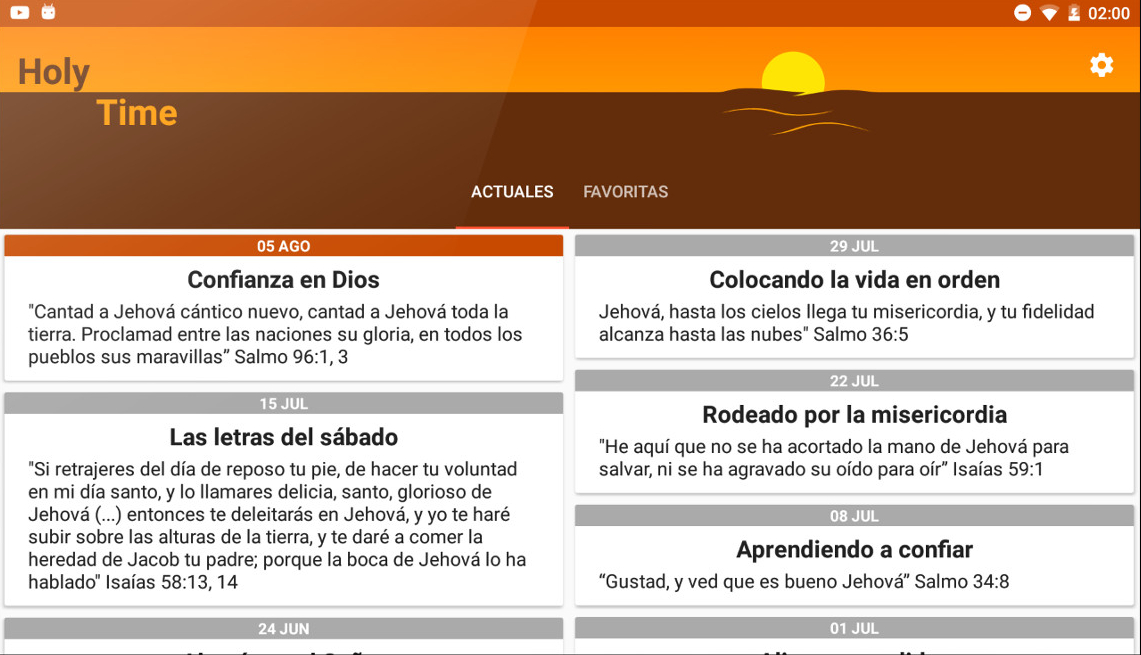 02:00
Holy
Time
ACTUALES FAVORITAS
05 AGO
Confianza en Dios
"Cantad a Jehová cántico nuevo, cantad a Jehová toda la
tierra. Proclamad entre las naciones su gloria, en todos los
pueblos sus maravillas” Salmo 96:1, 3
29 JUL
Colocando la vida en orden
Jehová, hasta los cielos llega tu misericordia, y tu fidelidad
alcanza hasta las nubes" Salmo 36:5
15 JUL
Las letras del sábado
"Si retrajeres del día de reposo tu pie, de hacer tu voluntad
en mi día santo, y lo llamares delicia, santo, glorioso de
Jehová (...) entonces te deleitarás en Jehová, y yo te haré
subir sobre las alturas de la tierra, y te daré a comer la
heredad de Jacob tu padre; porque la boca de Jehová lo ha
hablado" Isaías 58:13, 14
22 JUL
Rodeado por la misericordia
"He aquí que no se ha acortado la mano de Jehová para
salvar, ni se ha agravado su oído para oír” Isaías 59:1
08 JUL
Aprendiendo a confiar
“Gustad, y ved que es bueno Jehová” Salmo 34:8
24 JUN
01 JUL